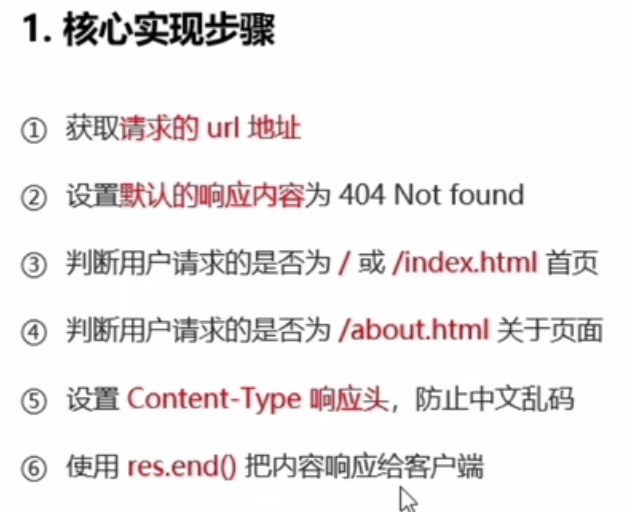 1. 核心实现步骤
① 获取请求的 url 地址
② 设置默认的响应内容为 404 Not found
③ 判断用户请求的是否为 / 或 /index.html 首页
④ 判断用户请求的是否为 /about.html 关于页面
⑤ 设置 Content-Type 响应头，防止中文乱码
⑥ 使用 res.end() 把内容响应给客户端